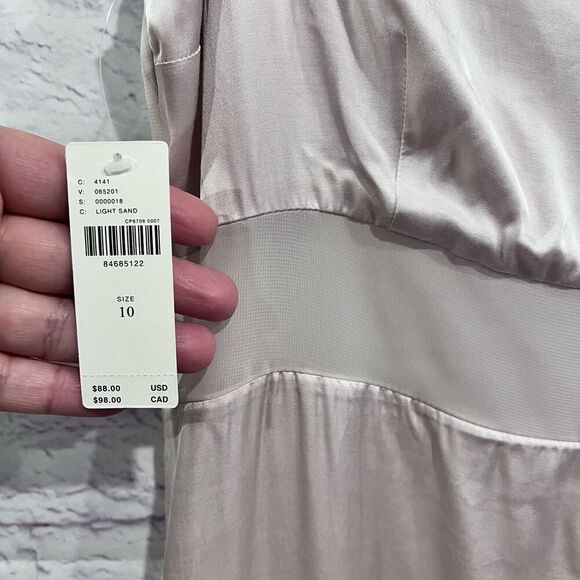 C: 4141
V: 065201
S: 0000018
C: LIGHT SAND
CP8708 0007
84685122
SIZE
10
$88.00 USD
$98.00 CAD